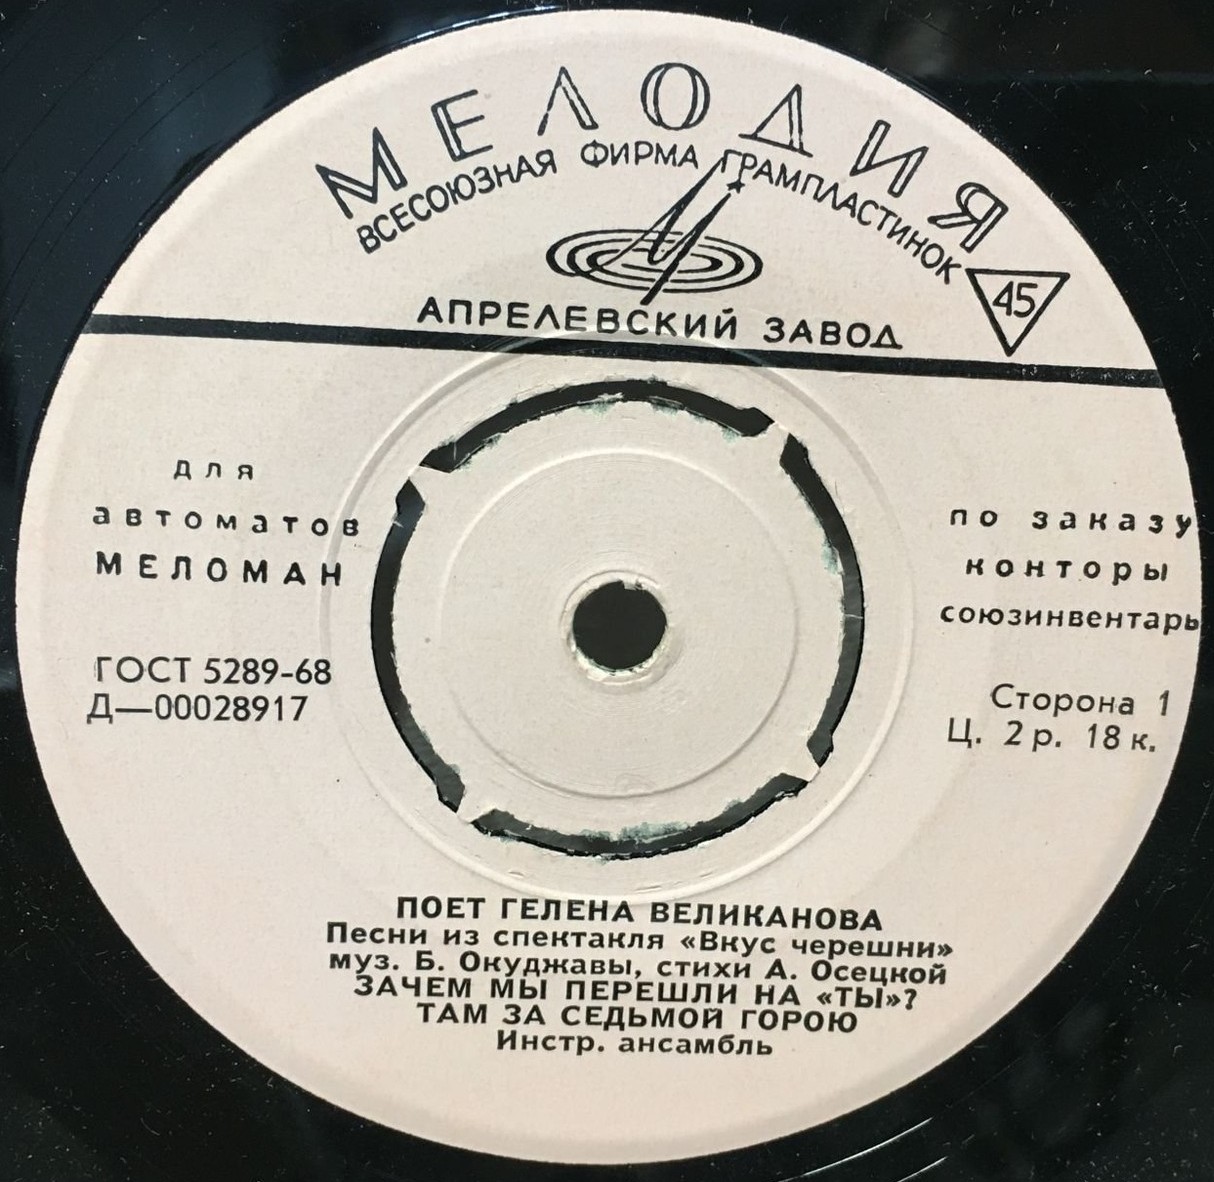 МЕЛОДИЯ
ВСЕСОЮЗНАЯ ФИРМА ГРАМПЛАСТИНОК
45
АПРЕЛЕВСКИЙ ЗАВОД
для
автоматов
МЕЛОМАН
по заказу
конторы
союзинвентарь
ГОСТ 5289-68
Д—00028917
Сторона 1
Ц. 2 р. 18 к.
ПОЕТ ГЕЛЕНА ВЕЛИКАНОВА
Песни из спектакля «Вкус черешни»
муз. Б. Окуджавы, стихи А. Осецкой
ЗАЧЕМ МЫ ПЕРЕШЛИ НА «ТЫ»?
ТАМ ЗА СЕДЬМОЙ ГОРОЮ
Инстр. ансамбль